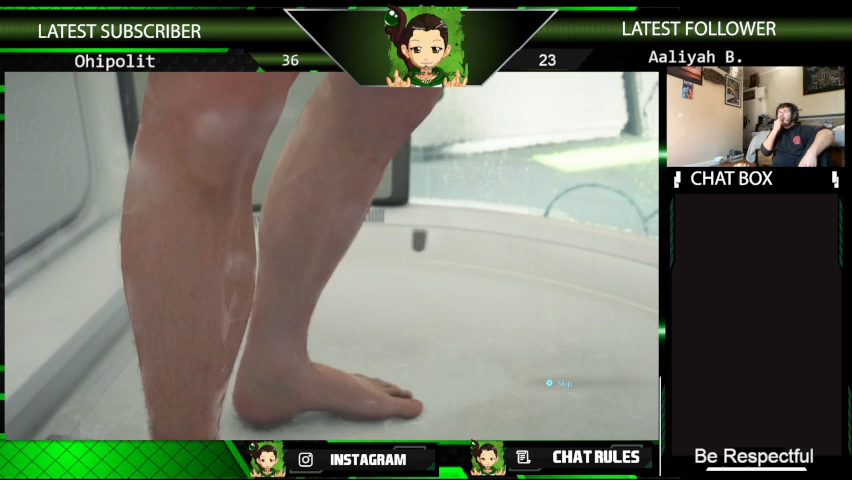 LATEST SUBSCRIBER
Ohipolit
36
23
LATEST FOLLOWER
Aaliyah B.
CHAT BOX
Skip
INSTAGRAM
CHAT RULES
Be Respectful